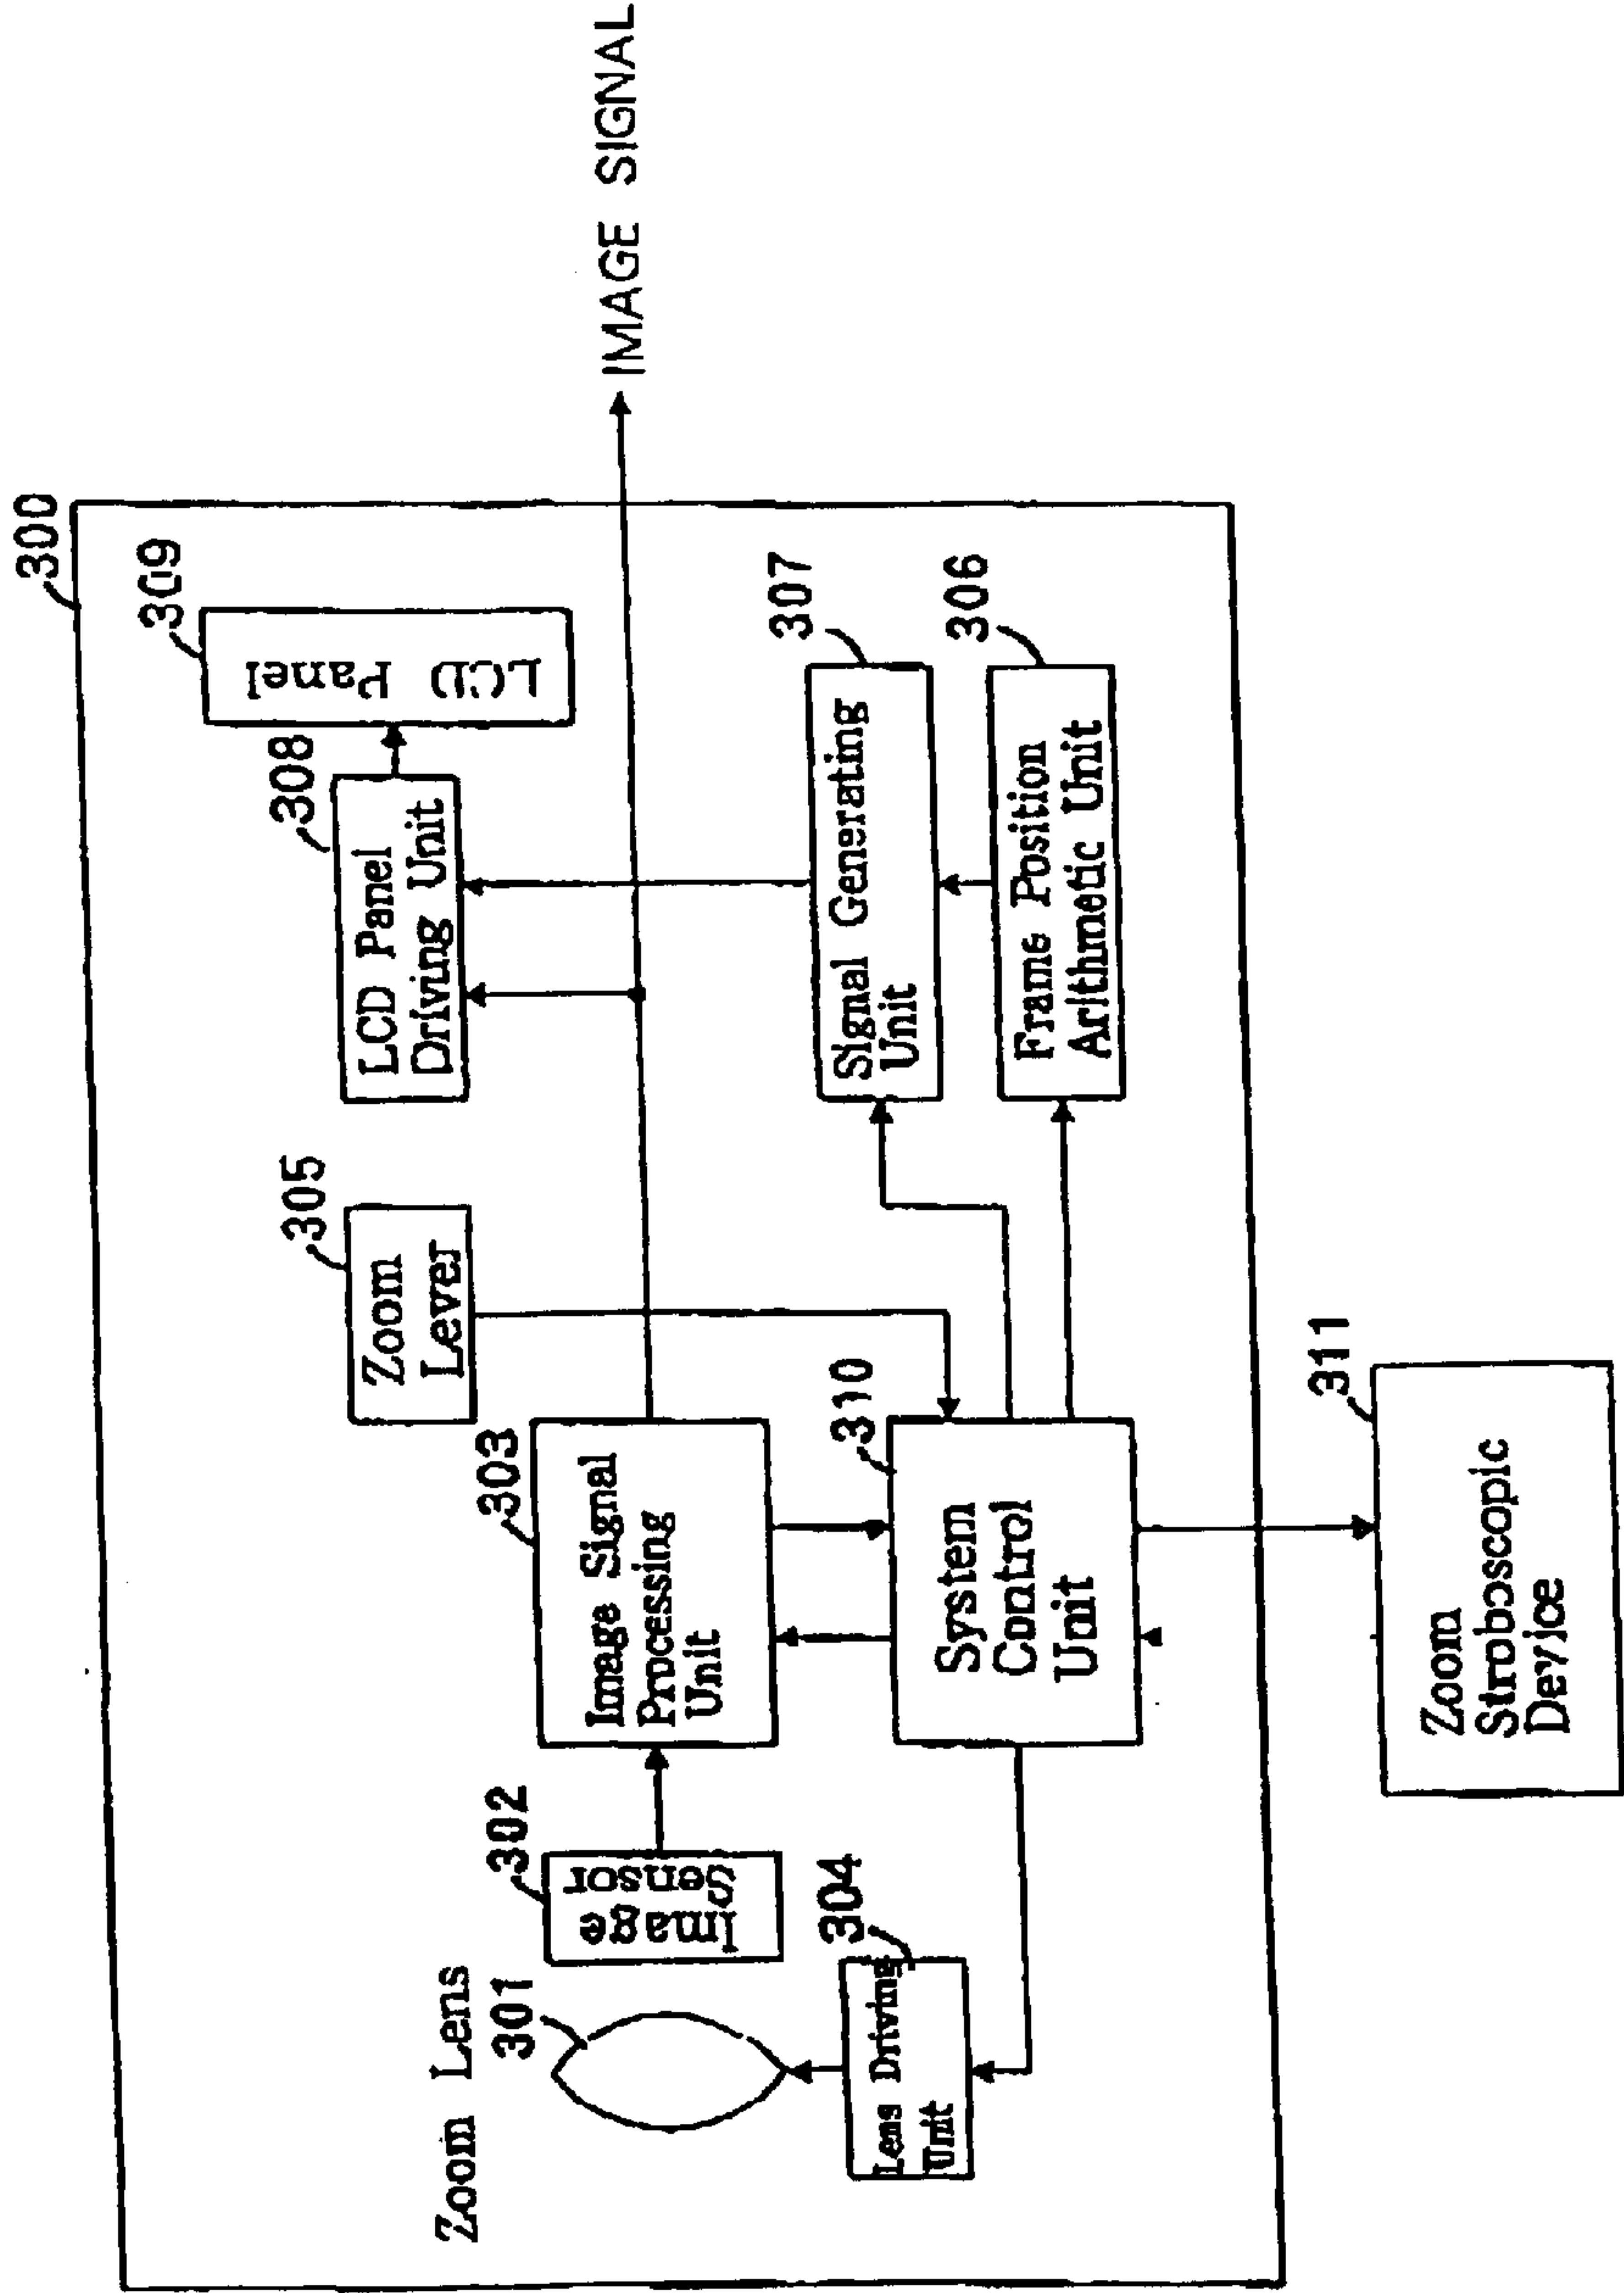 300
Zoom Lens
301
302
Image
Sensor
303
Image Signal
Processing
Unit
304
Lens Driving
Unit
305
Zoom
Lever
308
LCD Panel
Driving Unit
309
LCD Panel
IMAGE SIGNAL
307
Signal Generating
Unit
306
Frame Position
Arithmetic Unit
310
System
Control
Unit
311
Zoom
Stroboscopic
Device